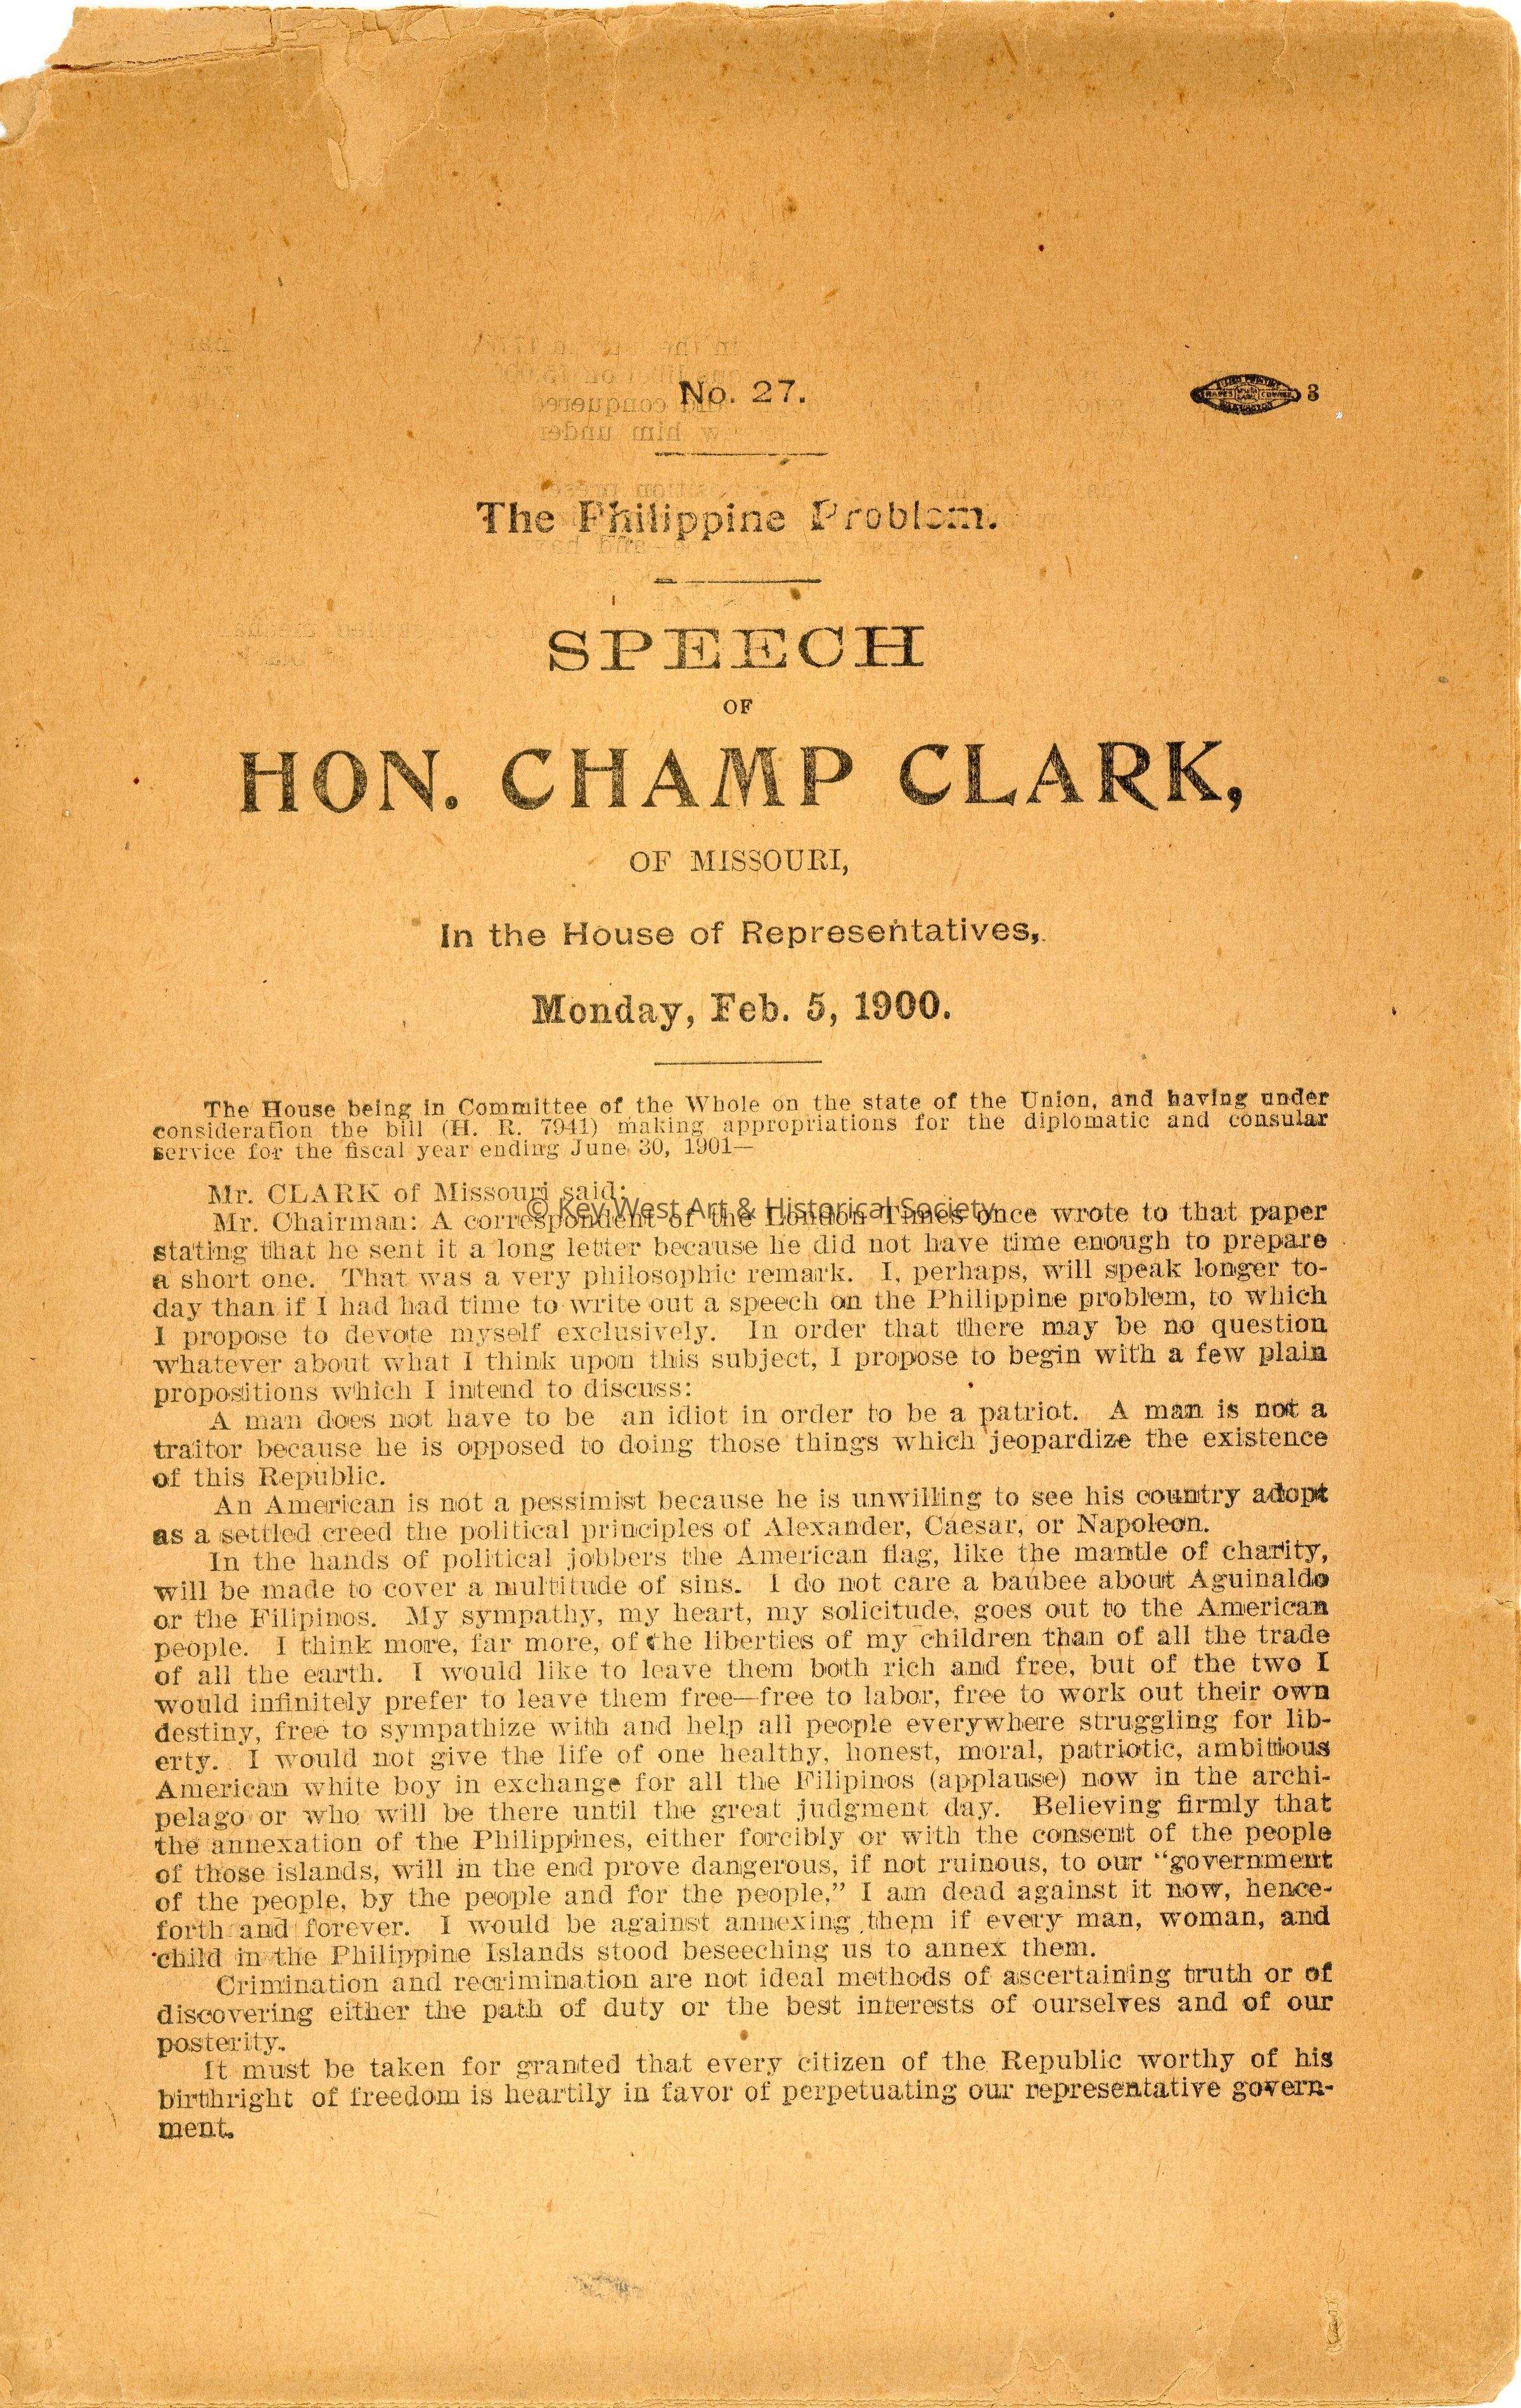 No. 27.
3
The Philippine Problem.
SPEECH
OF
HON. CHAMP CLARK,
OF MISSOURI,
In the House of Representatives,
Monday, Feb. 5, 1900.
The House being in Committee of the Whole on the state of the Union, and having under
consideration the bill (H. R. 7941) making appropriations for the diplomatic and consular
service for the fiscal year ending June 30, 1901—
Mr. CLARK of Missouri said:
© Key West Art & Historical Society
Mr. Chairman: A correspondent of the London Times once wrote to that paper
stating that he sent it a long letter because he did not have time enough to prepare
a short one. That was a very philosophic remark. I, perhaps, will speak longer to-
day than if I had had time to write out a speech on the Philippine problem, to which
I propose to devote myself exclusively. In order that there may be no question
whatever about what I think upon this subject, I propose to begin with a few plain
propositions which I intend to discuss:
A man does not have to be an idiot in order to be a patriot. A man is not a
traitor because he is opposed to doing those things which jeopardize the existence
of this Republic.
An American is not a pessimist because he is unwilling to see his country adopt
as a settled creed the political principles of Alexander, Caesar, or Napoleon.
In the hands of political jobbers the American flag, like the mantle of charity,
will be made to cover a multitude of sins. I do not care a baubee about Aguinaldo
or the Filipinos. My sympathy, my heart, my solicitude, goes out to the American
people. I think more, far more, of the liberties of my children than of all the trade
of all the earth. I would like to leave them both rich and free, but of the two I
would infinitely prefer to leave them free—free to labor, free to work out their own
destiny, free to sympathize with and help all people everywhere struggling for lib-
erty. I would not give the life of one healthy, honest, moral, patriotic, ambitious
American white boy in exchange for all the Filipinos (applause) now in the archi-
pelago or who will be there until the great judgment day. Believing firmly that
the annexation of the Philippines, either forcibly or with the consent of the people
of those islands, will in the end prove dangerous, if not ruinous, to our “government
of the people, by the people and for the people,” I am dead against it now, hence-
forth and forever. I would be against annexing them if every man, woman, and
child in the Philippine Islands stood beseeching us to annex them.
Crimination and recrimination are not ideal methods of ascertaining truth or of
discovering either the path of duty or the best interests of ourselves and of our
posterity.
It must be taken for granted that every citizen of the Republic worthy of his
birthright of freedom is heartily in favor of perpetuating our representative govern-
ment.